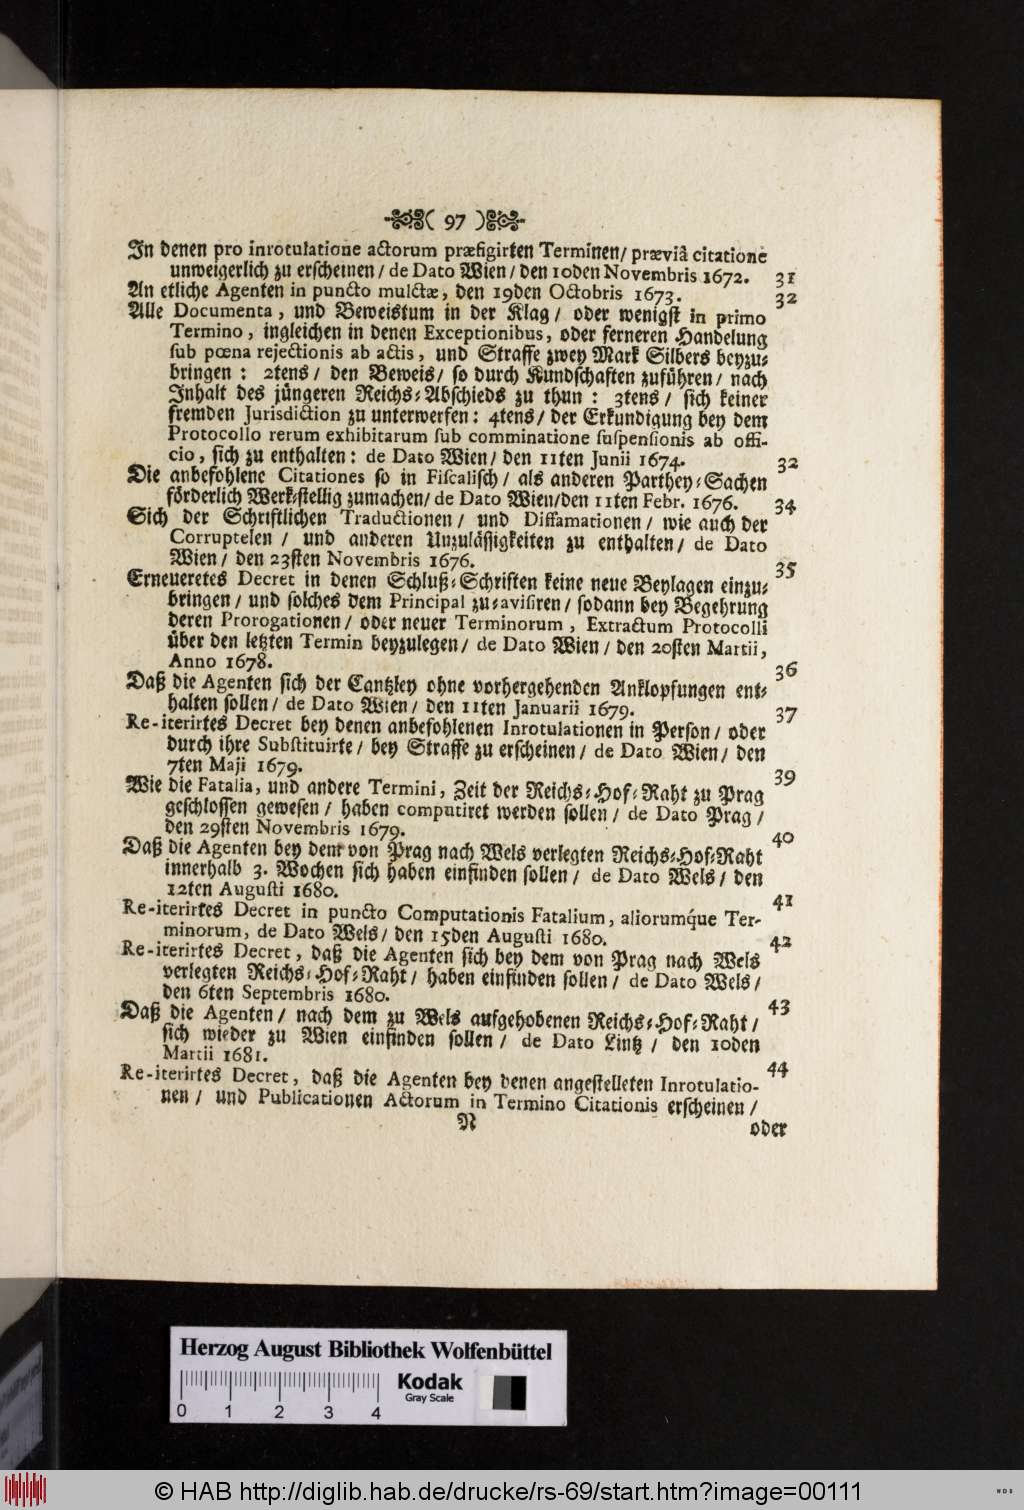 ( 97 )
In denen pro inrotulatione actorum præfigirten Terminen/ præviâ citatione
unweigerlich zu erscheinen / de Dato Wien / den 10den Novembris 1672. 31
An etliche Agenten in puncto mulctæ, den 19den Octobris 1673. 32
Alle Documenta, und Beweistum in der Klag / oder wenigst in primo
Termino, ingleichen in denen Exceptionibus, oder ferneren Handelung
sub pœna rejectionis ab actis, und Straffe zwey Mark Silbers beyzu-
bringen : 2tens / den Beweis / so durch Kundschaften zuführen / nach
Inhalt des jüngeren Reichs-Abschieds zu thun : 3tens / sich keiner
fremden Jurisdiction zu unterwerfen : 4tens / der Erkundigung bey dem
Protocollo rerum exhibitarum sub comminatione suspensionis ab offi-
cio, sich zu enthalten : de Dato Wien / den 11ten Junii 1674. 32
Die anbefohlene Citationes so in Fiscalisch / als anderen Parthey-Sachen
förderlich Werk-stellig zumachen / de Dato Wien/den 11ten Febr. 1676. 34
Sich der Schriftlichen Traductionen / und Diffamationen / wie auch der
Corruptelen / und anderen Unzulässigkeiten zu enthalten / de Dato
Wien / den 23sten Novembris 1676. 35
Erneueretes Decret in denen Schluß-Schriften keine neue Beylagen einzu-
bringen / und solches dem Principal zu-avisiren / sodann bey Begehrung
deren Prorogationen / oder neuer Terminorum, Extractum Protocolli
über den letzten Termin beyzulegen / de Dato Wien / den 20sten Martii,
Anno 1678. 36
Daß die Agenten sich der Cantzley ohne vorhergehenden Anklopfungen ent-
halten sollen / de Dato Wien / den 11ten Januarii 1679. 37
Re-iterirtes Decret bey denen anbefohlenen Inrotulationen in Person / oder
durch ihre Substituirte / bey Straffe zu erscheinen / de Dato Wien / den
7ten Maji 1679. 39
Wie die Fatalia, und andere Termini, Zeit der Reichs-Hof-Raht zu Prag
geschlossen gewesen / haben computiret werden sollen / de Dato Prag /
den 29sten Novembris 1679. 40
Daß die Agenten bey dem von Prag nach Wels verlegten Reichs-Hof-Raht
innerhalb 3. Wochen sich haben einfinden sollen / de Dato Wels / den
12ten Augusti 1680. 41
Re-iterirtes Decret in puncto Computationis Fatalium, aliorumq́ue Ter-
minorum, de Dato Wels / den 15den Augusti 1680. 42
Re-iterirtes Decret, daß die Agenten sich bey dem von Prag nach Wels
verlegten Reichs-Hof-Raht / haben einfinden sollen / de Dato Wels /
den 6ten Septembris 1680. 43
Daß die Agenten / nach dem zu Wels aufgehobenen Reichs-Hof-Raht /
sich wieder zu Wien einfinden sollen / de Dato Lintz / den 10den
Martii 1681. 44
Re-iterirtes Decret, daß die Agenten bey denen angestelleten Inrotulatio-
nen / und Publicationen Actorum in Termino Citationis erscheinen /
N oder
Herzog August Bibliothek Wolfenbüttel
Kodak
Gray Scale
0 1 2 3 4
© HAB http://diglib.hab.de/drucke/rs-69/start.htm?image=00111